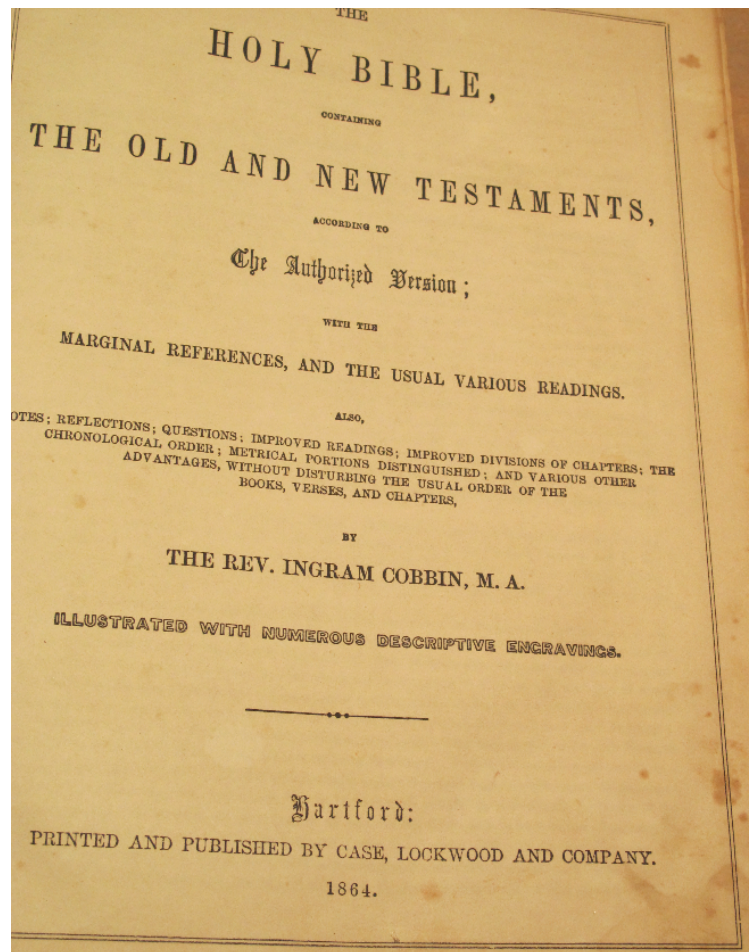 THE
HOLY BIBLE,
CONTAINING
THE OLD AND NEW TESTAMENTS,
ACCORDING TO
The Authorized Version;
WITH THE
MARGINAL REFERENCES, AND THE USUAL VARIOUS READINGS.
ALSO,
OTES; REFLECTIONS; QUESTIONS; IMPROVED READINGS; IMPROVED DIVISIONS OF CHAPTERS; THE
CHRONOLOGICAL ORDER; METRICAL PORTIONS DISTINGUISHED; AND VARIOUS OTHER
ADVANTAGES, WITHOUT DISTURBING THE USUAL ORDER OF THE
BOOKS, VERSES, AND CHAPTERS,
BY
THE REV. INGRAM COBBIN, M. A.
ILLUSTRATED WITH NUMEROUS DESCRIPTIVE ENGRAVINGS.
Hartford:
PRINTED AND PUBLISHED BY CASE, LOCKWOOD AND COMPANY.
1864.